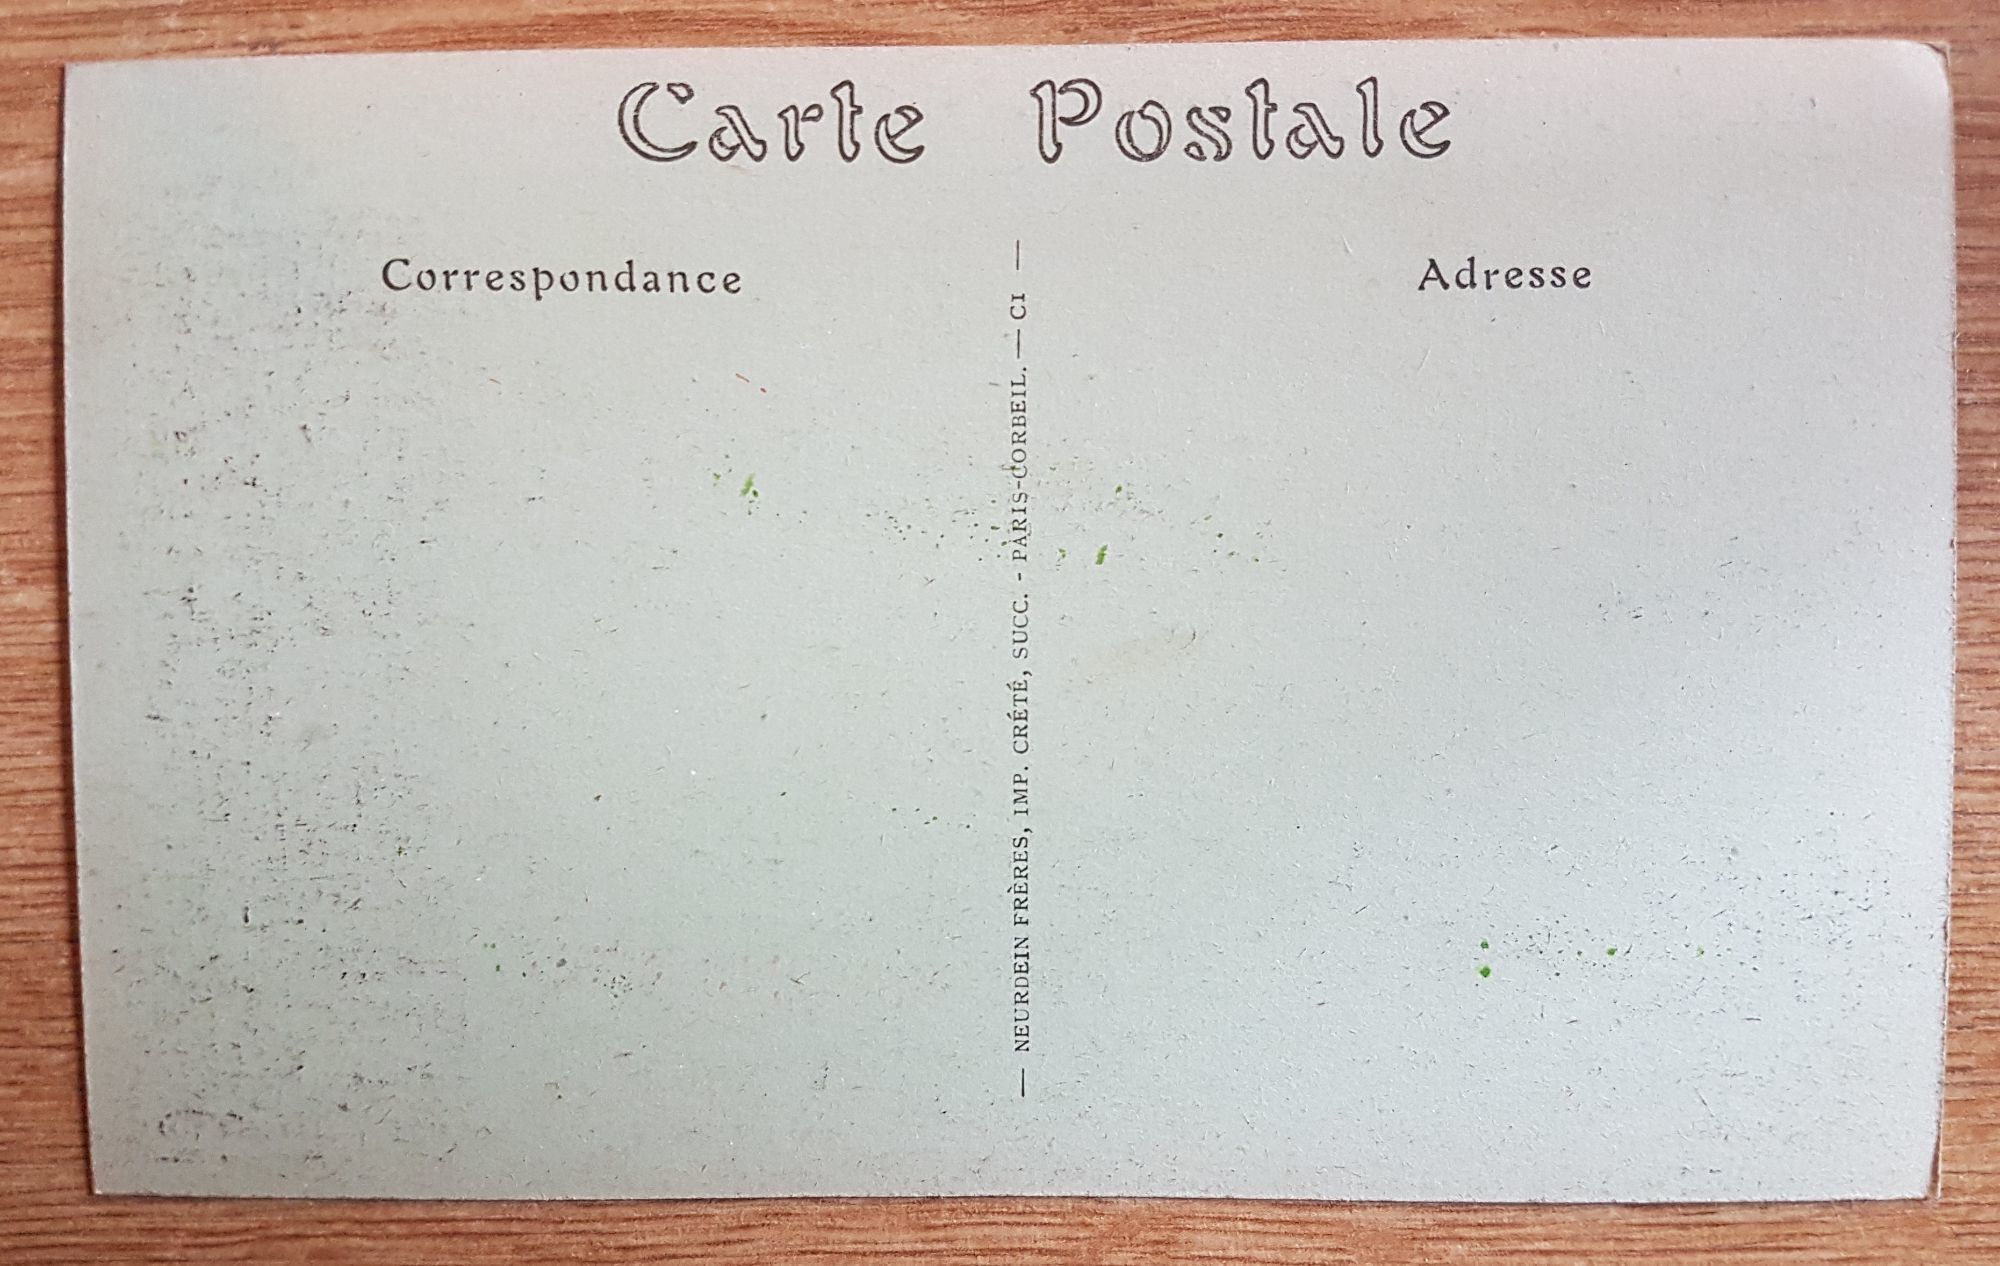 Carte Postale
Correspondance
Adresse
— NEURDEIN FRÈRES, IMP. CRÉTÉ, SUCC. - PARIS-CORBEIL. — CI —